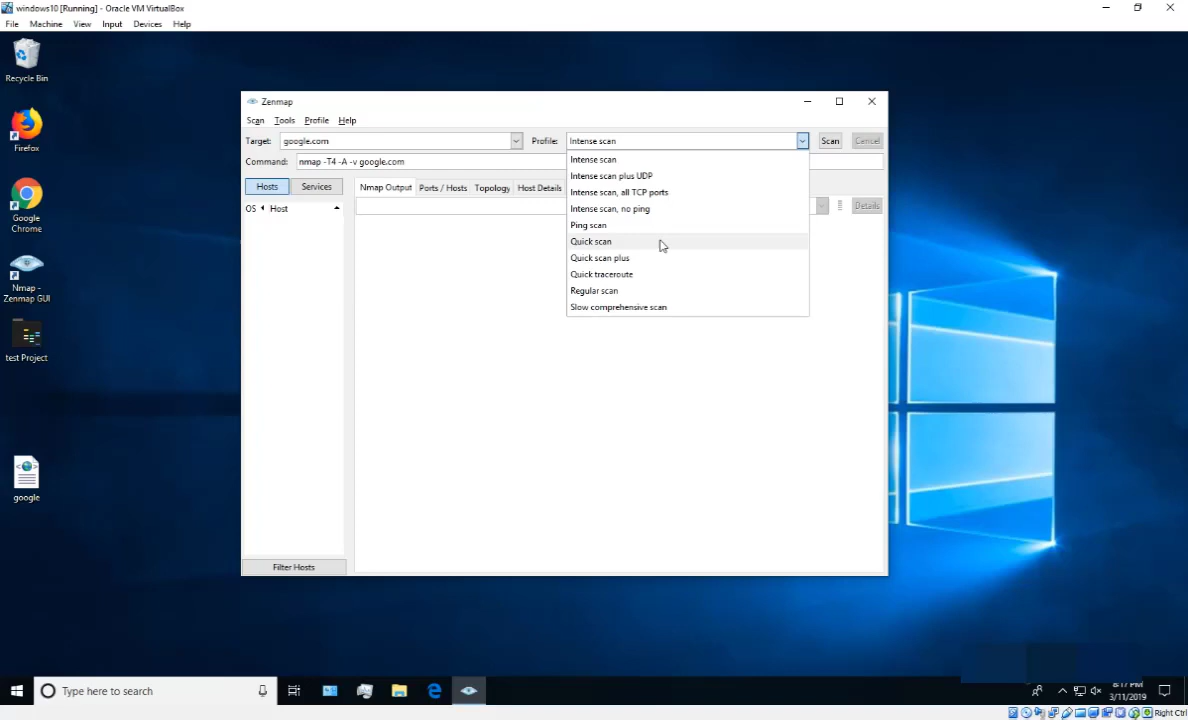 windows10 [Running] - Oracle VM VirtualBox
File Machine View Input Devices Help
Recycle Bin
Firefox
Google
Chrome
Nmap -
Zenmap GUI
test Project
google
Zenmap
Scan Tools Profile Help
Target: google.com Profile: Intense scan Scan Cancel
Command: nmap -T4 -A -v google.com
Hosts Services Nmap Output Ports / Hosts Topology Host Details
OS Host Details
Intense scan
Intense scan plus UDP
Intense scan, all TCP ports
Intense scan, no ping
Ping scan
Quick scan
Quick scan plus
Quick traceroute
Regular scan
Slow comprehensive scan
Filter Hosts
Type here to search
8:17 PM
3/11/2019
Right Ctrl